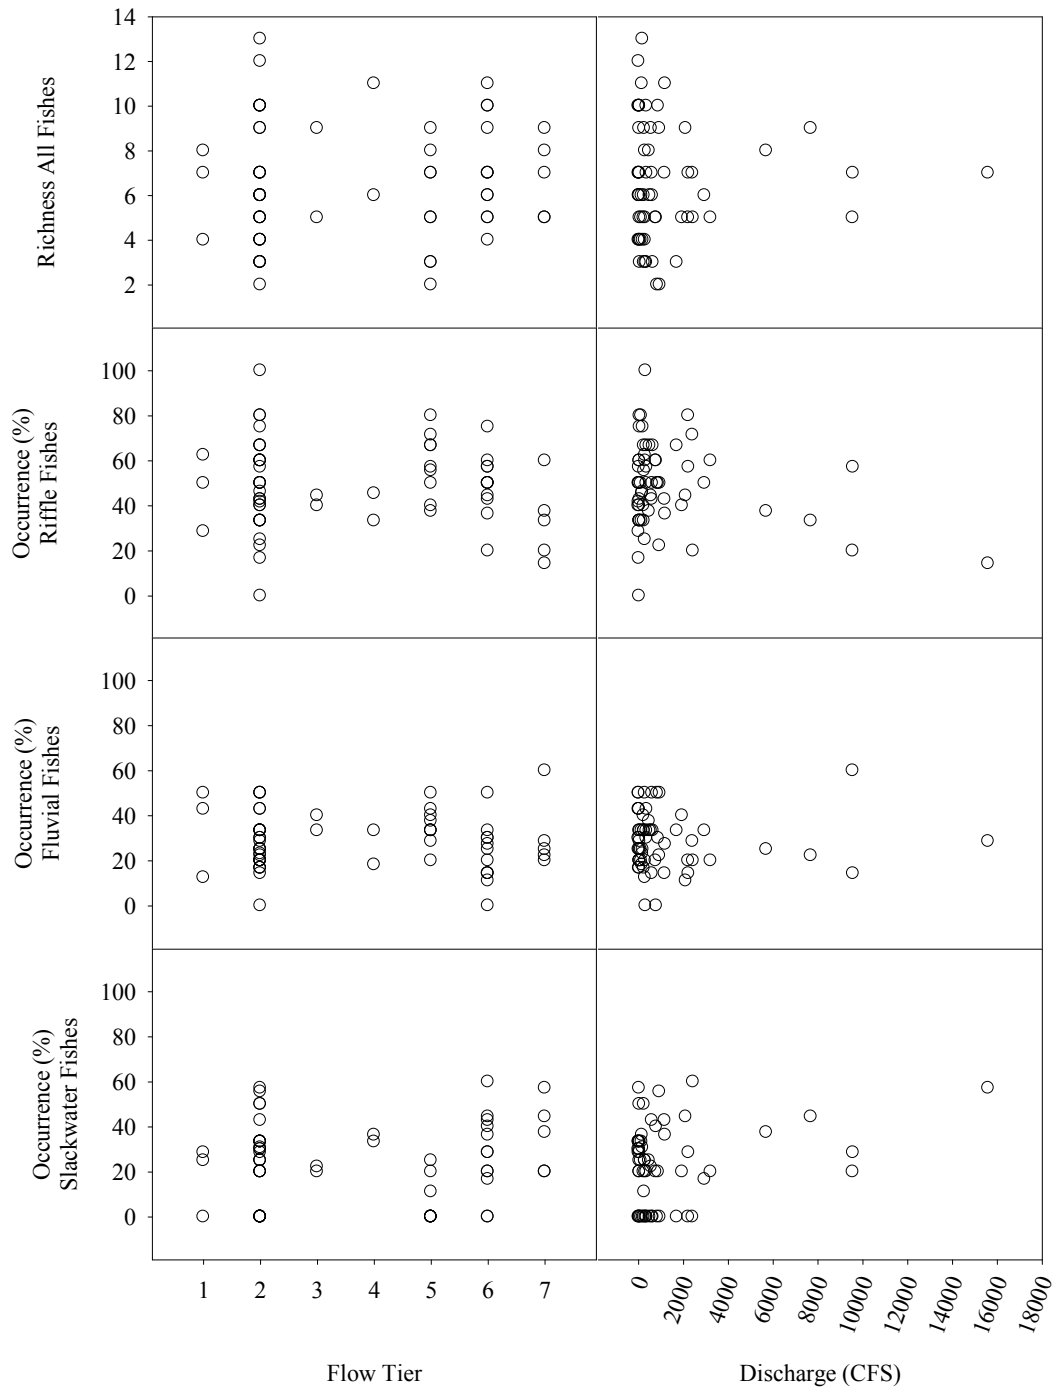 Richness All Fishes
14
12
10
8
6
4
2
Occurrence (%)
Riffle Fishes
100
80
60
40
20
0
Occurrence (%)
Fluvial Fishes
100
80
60
40
20
0
Occurrence (%)
Slackwater Fishes
100
80
60
40
20
0
1 2 3 4 5 6 7
0 2000 4000 6000 8000 10000 12000 14000 16000 18000
Flow Tier
Discharge (CFS)